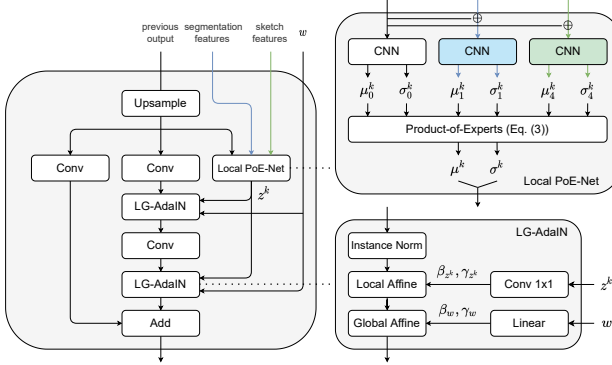 previous output
segmentation features
sketch features
w
Upsample
Conv
Conv
Local PoE-Net
z^k
LG-AdaIN
Conv
LG-AdaIN
Add
CNN
CNN
CNN
μ_0^k
σ_0^k
μ_1^k
σ_1^k
μ_4^k
σ_4^k
Product-of-Experts (Eq. (3))
μ^k
σ^k
Local PoE-Net
LG-AdaIN
Instance Norm
Local Affine
β_{z^k}, γ_{z^k}
Conv 1x1
z^k
Global Affine
β_w, γ_w
Linear
w